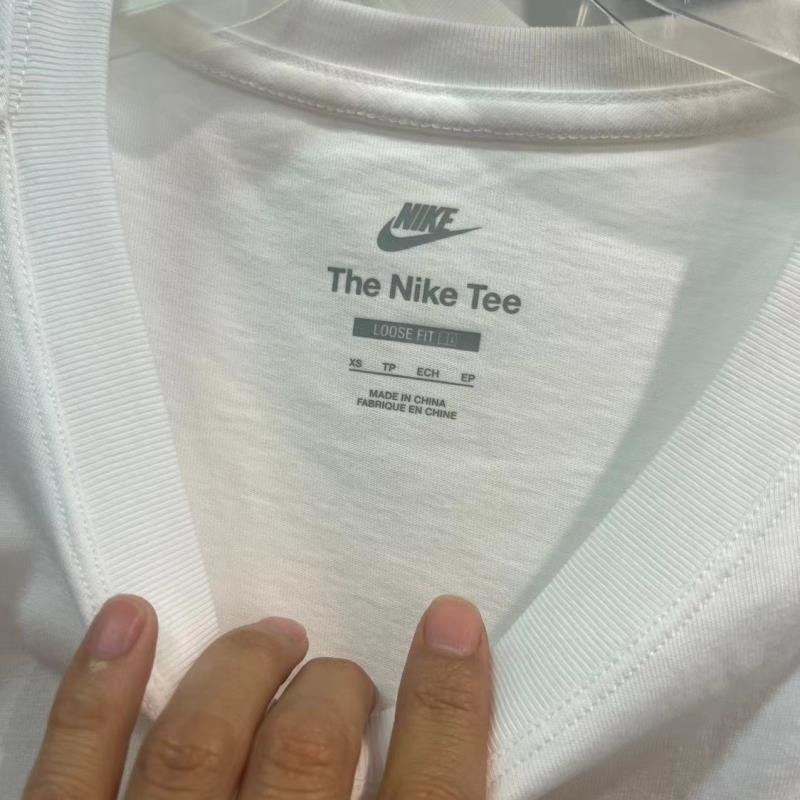 NIKE
The Nike Tee
LOOSE FIT
XS TP ECH EP
MADE IN CHINA
FABRIQUE EN CHINE